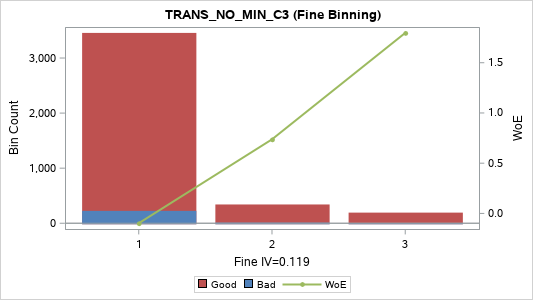 TRANS_NO_MIN_C3 (Fine Binning)
Bin Count
3,000
2,000
1,000
0
1.5
1.0
0.5
0.0
WoE
1 2 3
Fine IV=0.119
Good Bad WoE